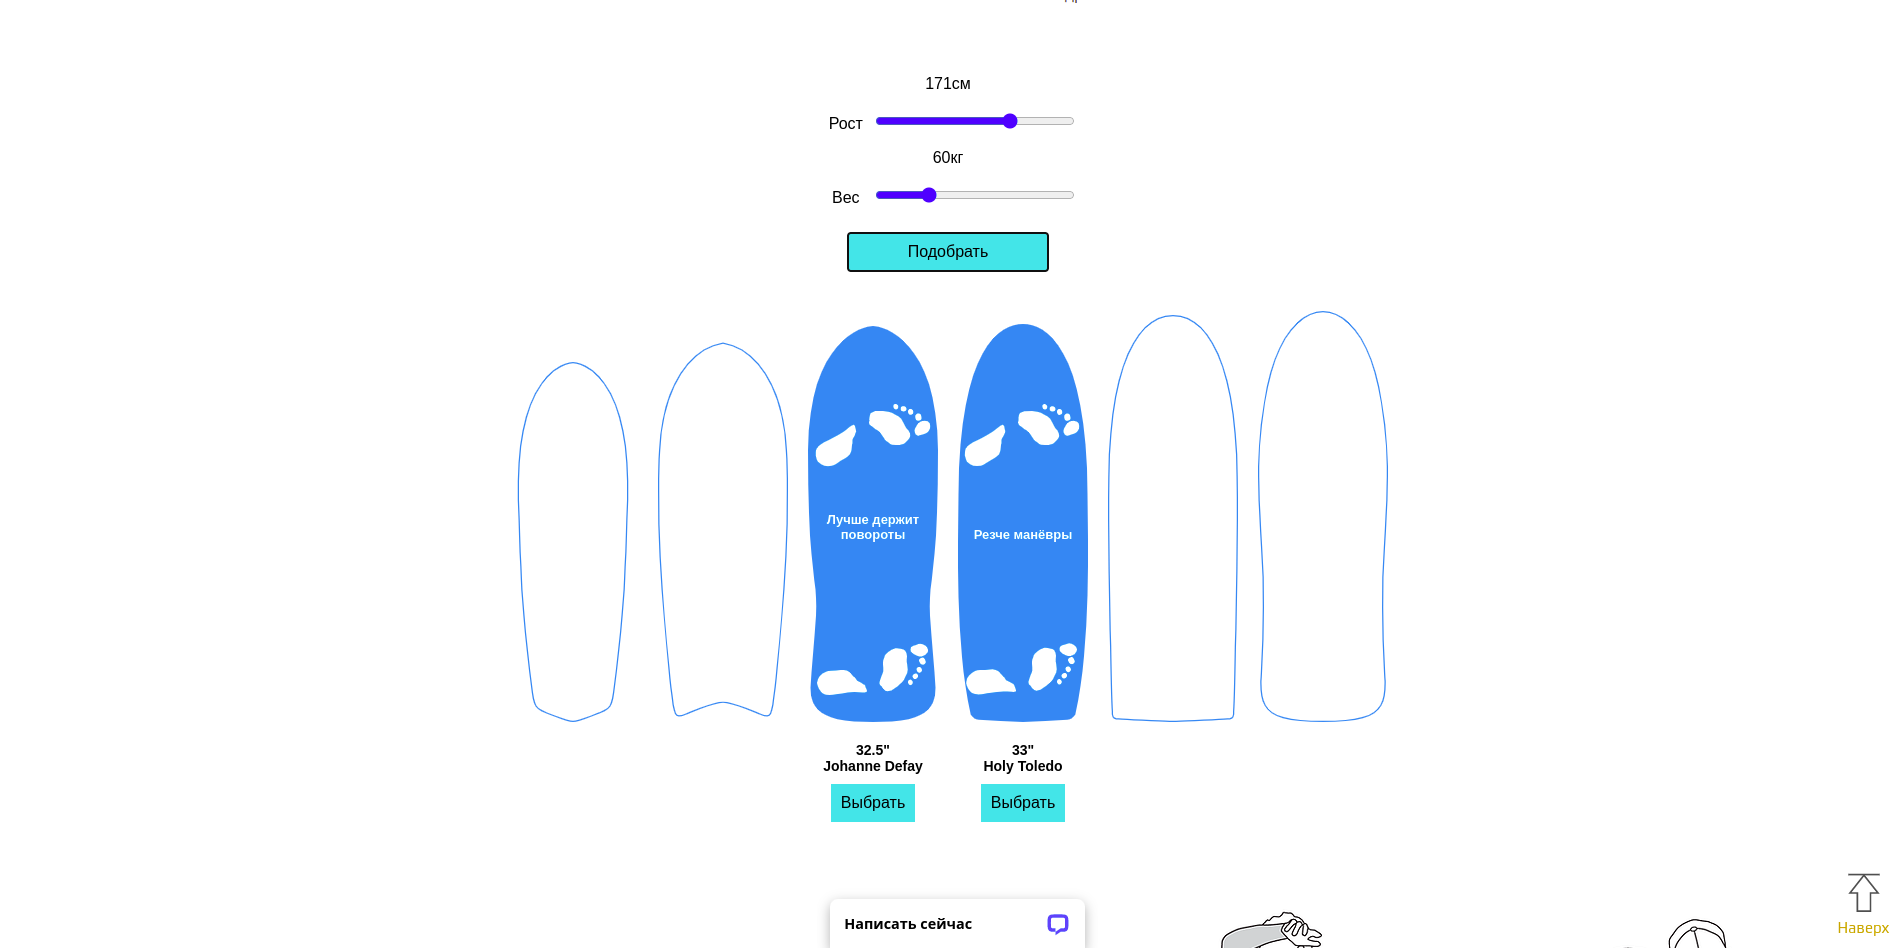 171см
Рост
60кг
Вес
Подобрать
Лучше держит
повороты
Резче манёвры
32.5"
Johanne Defay
33"
Holy Toledo
Выбрать
Выбрать
Написать сейчас
Наверх